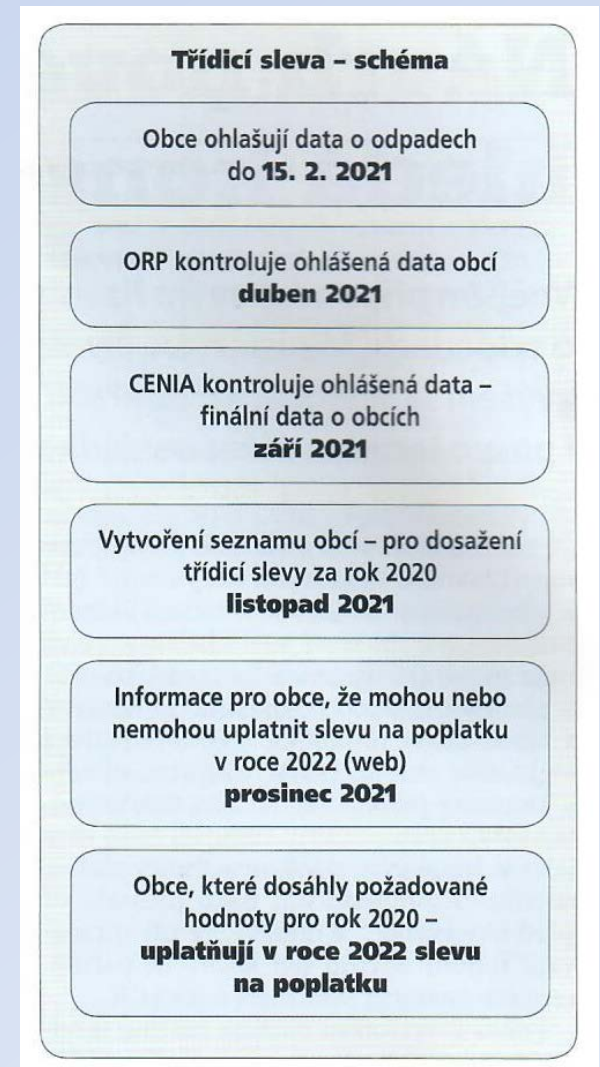 Třídicí sleva – schéma
Obce ohlašují data o odpadech
do 15. 2. 2021
ORP kontroluje ohlášená data obcí
duben 2021
CENIA kontroluje ohlášená data –
finální data o obcích
září 2021
Vytvoření seznamu obcí – pro dosažení
třídicí slevy za rok 2020
listopad 2021
Informace pro obce, že mohou nebo
nemohou uplatnit slevu na poplatku
v roce 2022 (web)
prosinec 2021
Obce, které dosáhly požadované
hodnoty pro rok 2020 –
uplatňují v roce 2022 slevu
na poplatku